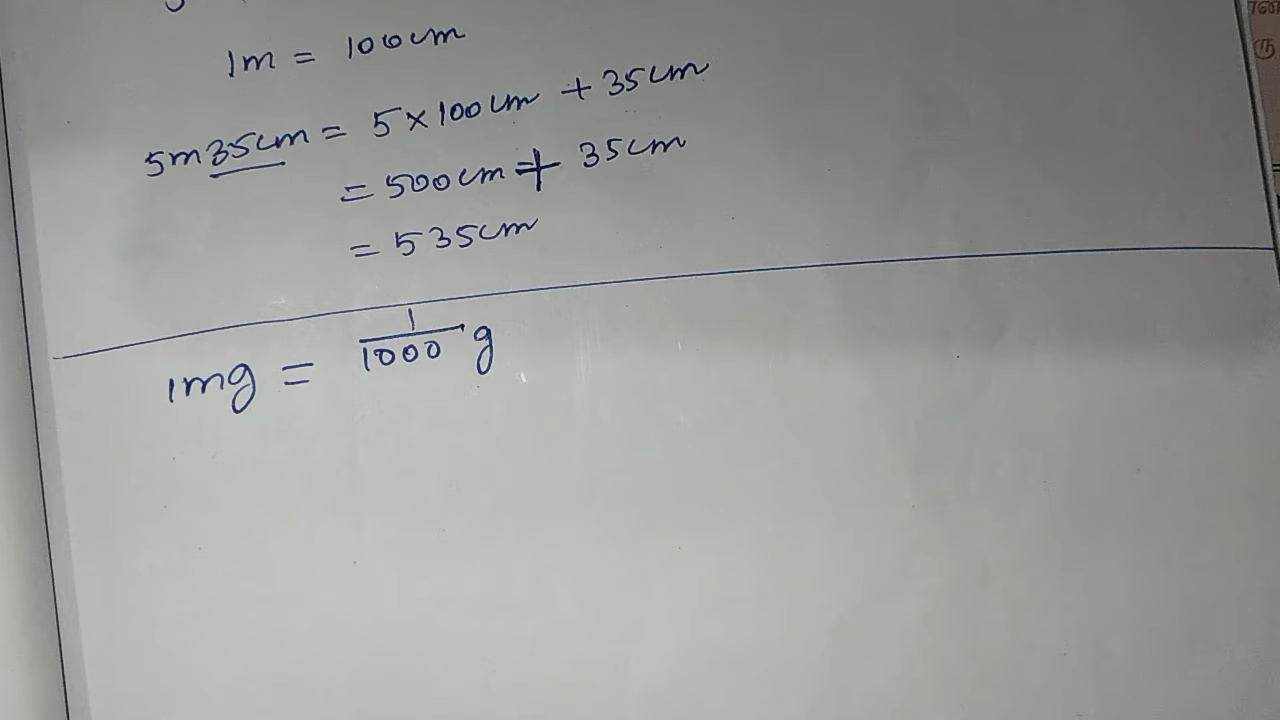 1m = 100cm
5m35cm = 5×100cm + 35cm
= 500cm + 35cm
= 535cm
1mg = 1/1000 g